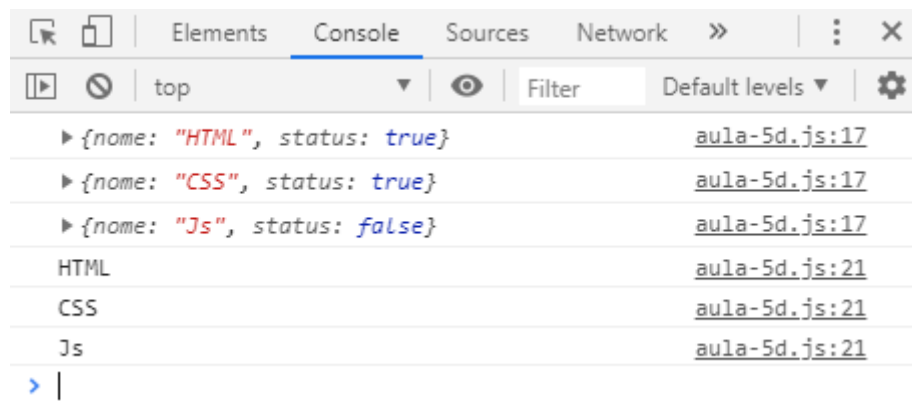 Elements Console Sources Network »
top Filter Default levels ▼
▶{nome: "HTML", status: true} aula-5d.js:17
▶{nome: "CSS", status: true} aula-5d.js:17
▶{nome: "Js", status: false} aula-5d.js:17
HTML aula-5d.js:21
CSS aula-5d.js:21
Js aula-5d.js:21
>